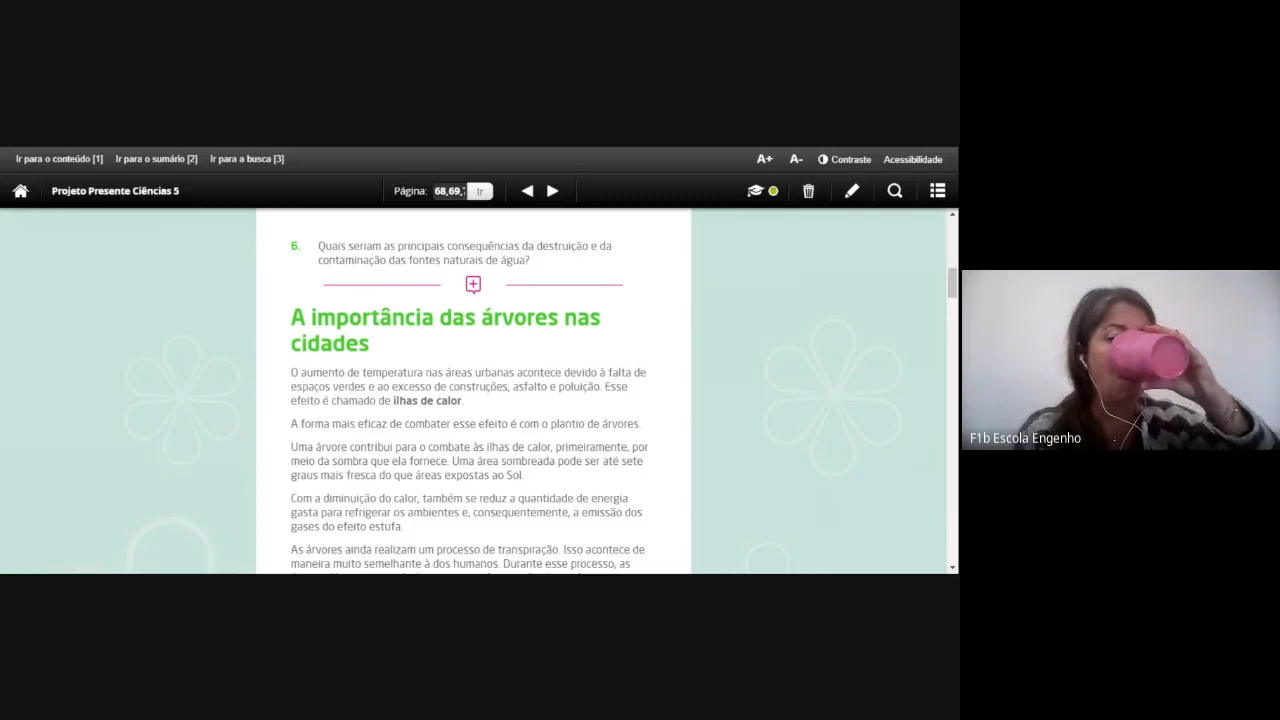 Ir para o conteúdo [1] Ir para o sumário [2] Ir para a busca [3] A+ A- Contraste Acessibilidade
Projeto Presente Ciências 5 Página: 68,69, Ir
6. Quais seriam as principais consequências da destruição e da
contaminação das fontes naturais de água?
A importância das árvores nas
cidades
O aumento de temperatura nas áreas urbanas acontece devido à falta de
espaços verdes e ao excesso de construções, asfalto e poluição. Esse
efeito é chamado de ilhas de calor.
A forma mais eficaz de combater esse efeito é com o plantio de árvores.
Uma árvore contribui para o combate às ilhas de calor, primeiramente, por
meio da sombra que ela fornece. Uma área sombreada pode ser até sete
graus mais fresca do que áreas expostas ao Sol.
Com a diminuição do calor, também se reduz a quantidade de energia
gasta para refrigerar os ambientes e, consequentemente, a emissão dos
gases do efeito estufa.
As árvores ainda realizam um processo de transpiração. Isso acontece de
maneira muito semelhante à dos humanos. Durante esse processo, as
F1b Escola Engenho